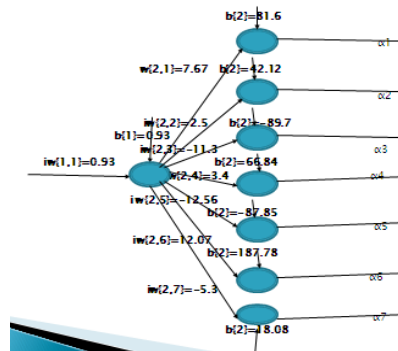 b[2]=81.6
α1
iw[2,1]=7.67
b[2]=42.12
α2
iw[2,2]=2.5
b[2]=-89.7
b[1]=0.93
iw[2,3]=-11.3
α3
b[2]=66.84
iw[1,1]=0.93
iw[2,4]=3.4
α4
iw[2,5]=-12.56
b[2]=-87.85
α5
iw[2,6]=12.07
b[2]=187.78
α6
iw[2,7]=-5.3
α7
b[2]=18.08